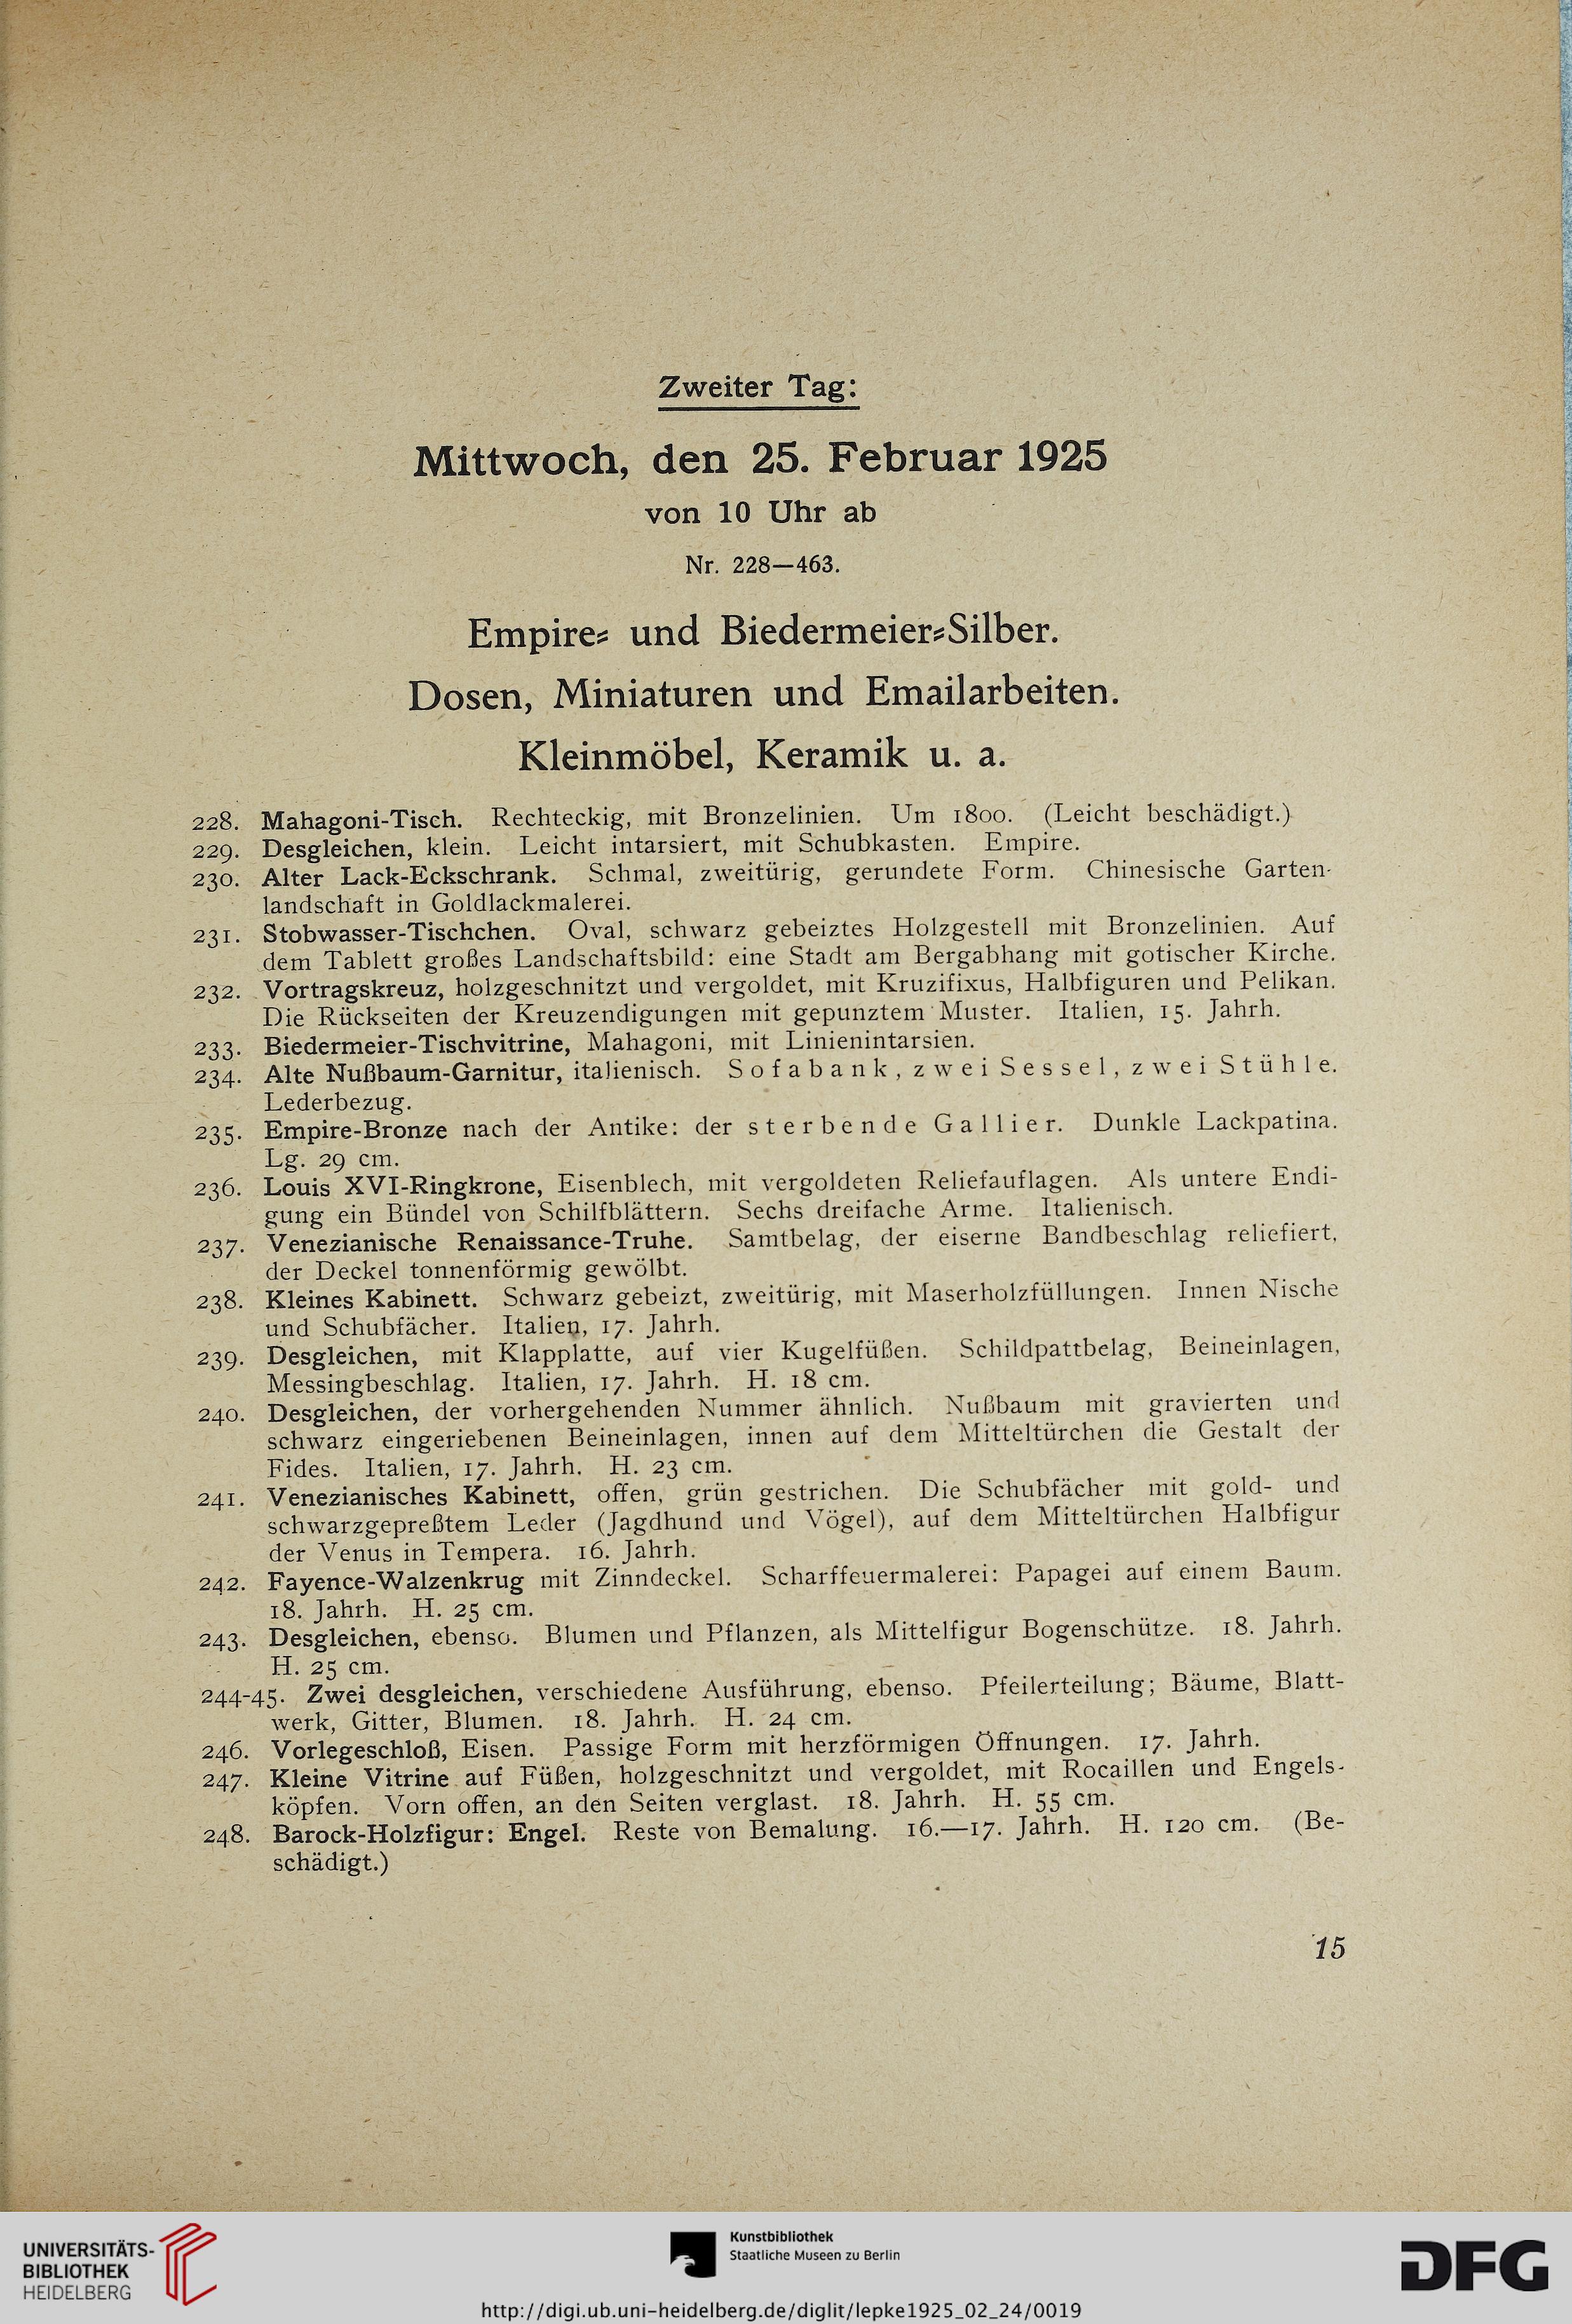 Zweiter Tag:
Mittwoch, den 25. Februar 1925
von 10 Uhr ab
Nr. 228—463.
Empire- und Biedermeier-Silber.
Dosen, Miniaturen und Emailarbeiten.
Kleinmöbel, Keramik u. a.
228. Mahagoni-Tisch. Rechteckig, mit Bronzelinien. Um 1800. (Leicht beschädigt.)
229. Desgleichen, klein. Leicht intarsiert, mit Schubkasten. Empire.
230. Alter Lack-Eckschrank. Schmal, zweitürig, gerundete Form. Chinesische Garten-
landschaft in Goldlackmalerei.
231. Stobwasser-Tischchen. Oval, schwarz gebeiztes Holzgestell mit Bronzelinien. Auf
dem Tablett großes Landschaftsbild: eine Stadt am Bergabhang mit gotischer Kirche.
232. Vortragskreuz, holzgeschnitzt und vergoldet, mit Kruzifixus, Halbfiguren und Pelikan.
Die Rückseiten der Kreuzendigungen mit gepunztem Muster. Italien, 15. Jahrh.
233. Biedermeier-Tischvitrine, Mahagoni, mit Linienintarsien.
234. Alte Nußbaum-Garnitur, italienisch. Sofabank, zwei Sessel, zwei Stühle.
Lederbezug.
235. Empire-Bronze nach der Antike: der sterbende Gallier. Dunkle Lackpatina.
Lg. 29 cm.
236. Louis XVI-Ringkrone, Eisenblech, mit vergoldeten Reliefauflagen. Als untere Endi-
gung ein Bündel von Schilfblättern. Sechs dreifache Arme. Italienisch.
237. Venezianische Renaissance-Truhe. Samtbelag, der eiserne Bandbeschlag reliefiert,
der Deckel tonnenförmig gewölbt.
238. Kleines Kabinett. Schwarz gebeizt, zweitürig, mit Maserholzfüllungen. Innen Nische
und Schubfächer. Italien, 17. Jahrh.
239. Desgleichen, mit Klapplatte, auf vier Kugelfüßen. Schildpattbelag, Beineinlagen,
Messingbeschlag. Italien, 17. Jahrh. H. 18 cm.
240. Desgleichen, der vorhergehenden Nummer ähnlich. Nußbaum mit gravierten und
schwarz eingeriebenen Beineinlagen, innen auf dem Mitteltürchen die Gestalt der
Fides. Italien, 17. Jahrh. H. 23 cm.
241. Venezianisches Kabinett, offen, grün gestrichen. Die Schubfächer mit gold- und
schwarzgepreßtem Leder (Jagdhund und Vögel), auf dem Mitteltürchen Halbfigur
der Venus in Tempera. 16. Jahrh.
242. Fayence-Walzenkrug mit Zinndeckel. Scharffeuermalerei: Papagei auf einem Baum.
18. Jahrh. H. 25 cm.
243. Desgleichen, ebenso. Blumen und Pflanzen, als Mittelfigur Bogenschütze. 18. Jahrh.
H. 25 cm.
244-45. Zwei desgleichen, verschiedene Ausführung, ebenso. Pfeilerteilung; Bäume, Blatt-
werk, Gitter, Blumen. 18. Jahrh. H. 24 cm.
246. Vorlegeschloß, Eisen. Passige Form mit herzförmigen Öffnungen. 17. Jahrh.
247. Kleine Vitrine auf Füßen, holzgeschnitzt und vergoldet, mit Rocaillen und Engels-
köpfen. Vorn offen, an den Seiten verglast. 18. Jahrh. H. 55 cm.
248. Barock-Holzfigur: Engel. Reste von Bemalung. 16.—17. Jahrh. H. 120 cm. (Be-
schädigt.)
15
UNIVERSITÄTS-
BIBLIOTHEK
HEIDELBERG
Kunstbibliothek
Staatliche Museen zu Berlin
DFG
http://digi.ub.uni-heidelberg.de/diglit/lepke1925_02_24/0019